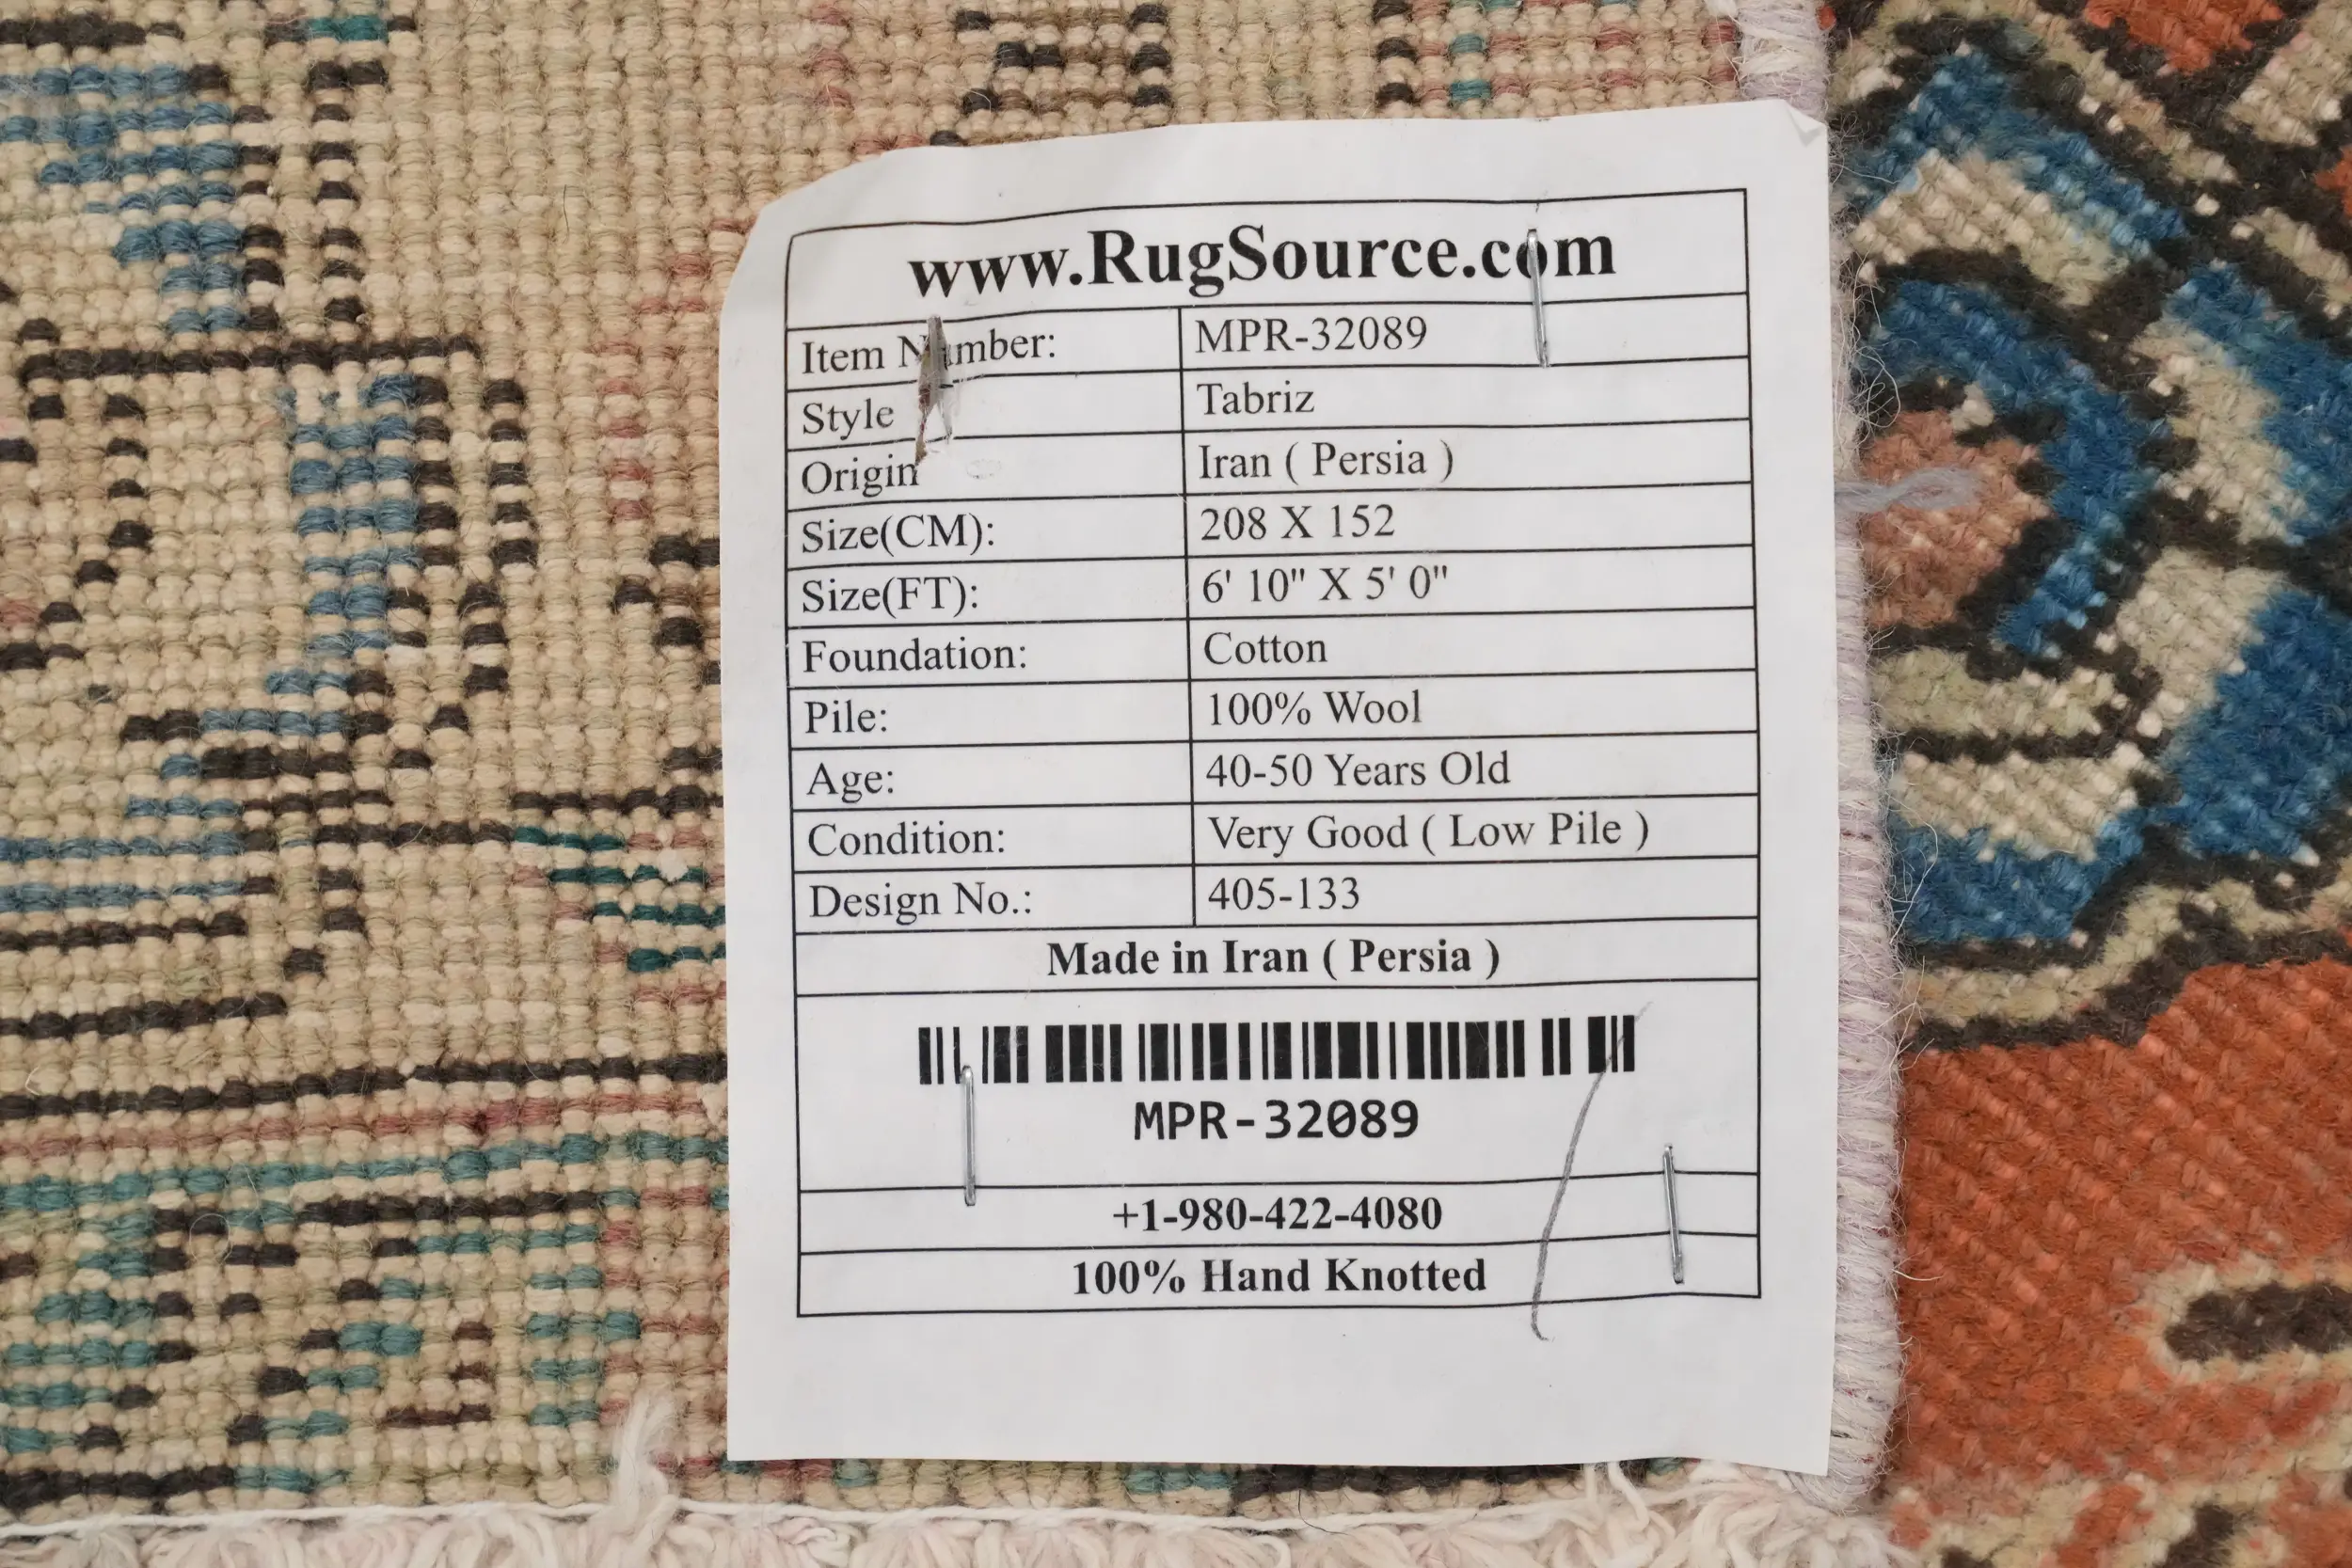 www.RugSource.com
Item Number: MPR-32089
Style Tabriz
Origin Iran ( Persia )
Size(CM): 208 X 152
Size(FT): 6' 10" X 5' 0"
Foundation: Cotton
Pile: 100% Wool
Age: 40-50 Years Old
Condition: Very Good ( Low Pile )
Design No.: 405-133
Made in Iran ( Persia )
MPR-32089
+1-980-422-4080
100% Hand Knotted